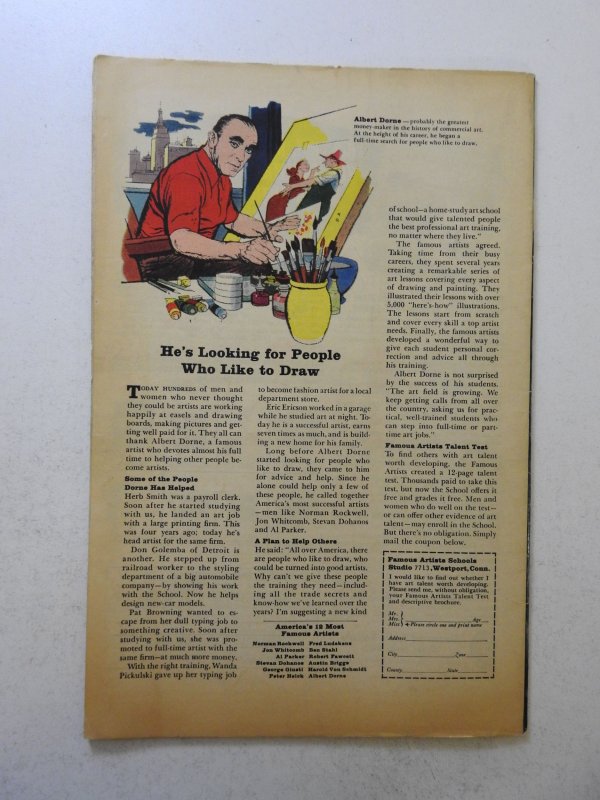 Albert Dorne—probably the greatest
money-maker in the history of commercial art.
At the height of his career, he began a
full-time search for people who like to draw.
He's Looking for People
Who Like to Draw
TODAY HUNDREDS of men and
women who never thought
they could be artists are working
happily at easels and drawing
boards, making pictures and get-
ting well paid for it. They all can
thank Albert Dorne, a famous
artist who devotes almost his full
time to helping other people be-
come artists.
Some of the People
Dorne Has Helped
Herb Smith was a payroll clerk.
Soon after he started studying
with us, he landed an art job
with a large printing firm. This
was four years ago; today he's
head artist for the same firm.
Don Golemba of Detroit is
another. He stepped up from
railroad worker to the styling
department of a big automobile
company—by showing his work
with the School. Now he helps
design new-car models.
Pat Browning wanted to es-
cape from her dull typing job to
something creative. Soon after
studying with us, she was pro-
moted to full-time artist with the
same firm—at much more money.
With the right training, Wanda
Pickulski gave up her typing job
to become fashion artist for a local
department store.
Eric Ericson worked in a garage
while he studied art at night. To-
day he is a successful artist, earns
seven times as much, and is build-
ing a new home for his family.
Long before Albert Dorne
started looking for people who
like to draw, they came to him
for advice and help. Since he
alone could help only a few of
these people, he called together
America's most successful artists
—men like Norman Rockwell,
Jon Whitcomb, Stevan Dohanos
and Al Parker.
A Plan to Help Others
He said: "All over America, there
are people who like to draw, who
could be turned into good artists.
Why can't we give these people
the training they need—includ-
ing all the trade secrets and
know-how we've learned over the
years? I'm suggesting a new kind
America's 12 Most
Famous Artists
Norman Rockwell Fred Ludekens
Jon Whitcomb Ben Stahl
Al Parker Robert Fawcett
Stevan Dohanos Austin Briggs
George Giusti Harold Von Schmidt
Peter Helck Albert Dorne
of school—a home-study art school
that would give talented people
the best professional art training,
no matter where they live."
The famous artists agreed.
Taking time from their busy
careers, they spent several years
creating a remarkable series of
art lessons covering every aspect
of drawing and painting. They
illustrated their lessons with over
5,000 "here's how" illustrations.
The lessons start from scratch
and cover every skill a top artist
needs. Finally, the famous artists
developed a wonderful way to
give each student personal cor-
rection and advice all through
his training.
Albert Dorne is not surprised
by the success of his students.
"The art field is growing. We
keep getting calls from all over
the country, asking us for prac-
tical, well-trained students who
can step into full-time or part-
time art jobs."
Famous Artists Talent Test
To find others with art talent
worth developing, the Famous
Artists created a 12-page talent
test. Thousands paid to take this
test, but now the School offers it
free and grades it free. Men and
women who do well on the test—
or can offer other evidence of art
talent—may enroll in the School.
But there's no obligation. Simply
mail the coupon below.
Famous Artists Schools
Studio 7713, Westport, Conn.
I would like to find out whether I
have art talent worth developing.
Please send me, without obligation,
your Famous Artists Talent Test
and descriptive brochure.
Mr.
Mrs. Age
Miss Please circle one and print name
Address
City Zone
County State